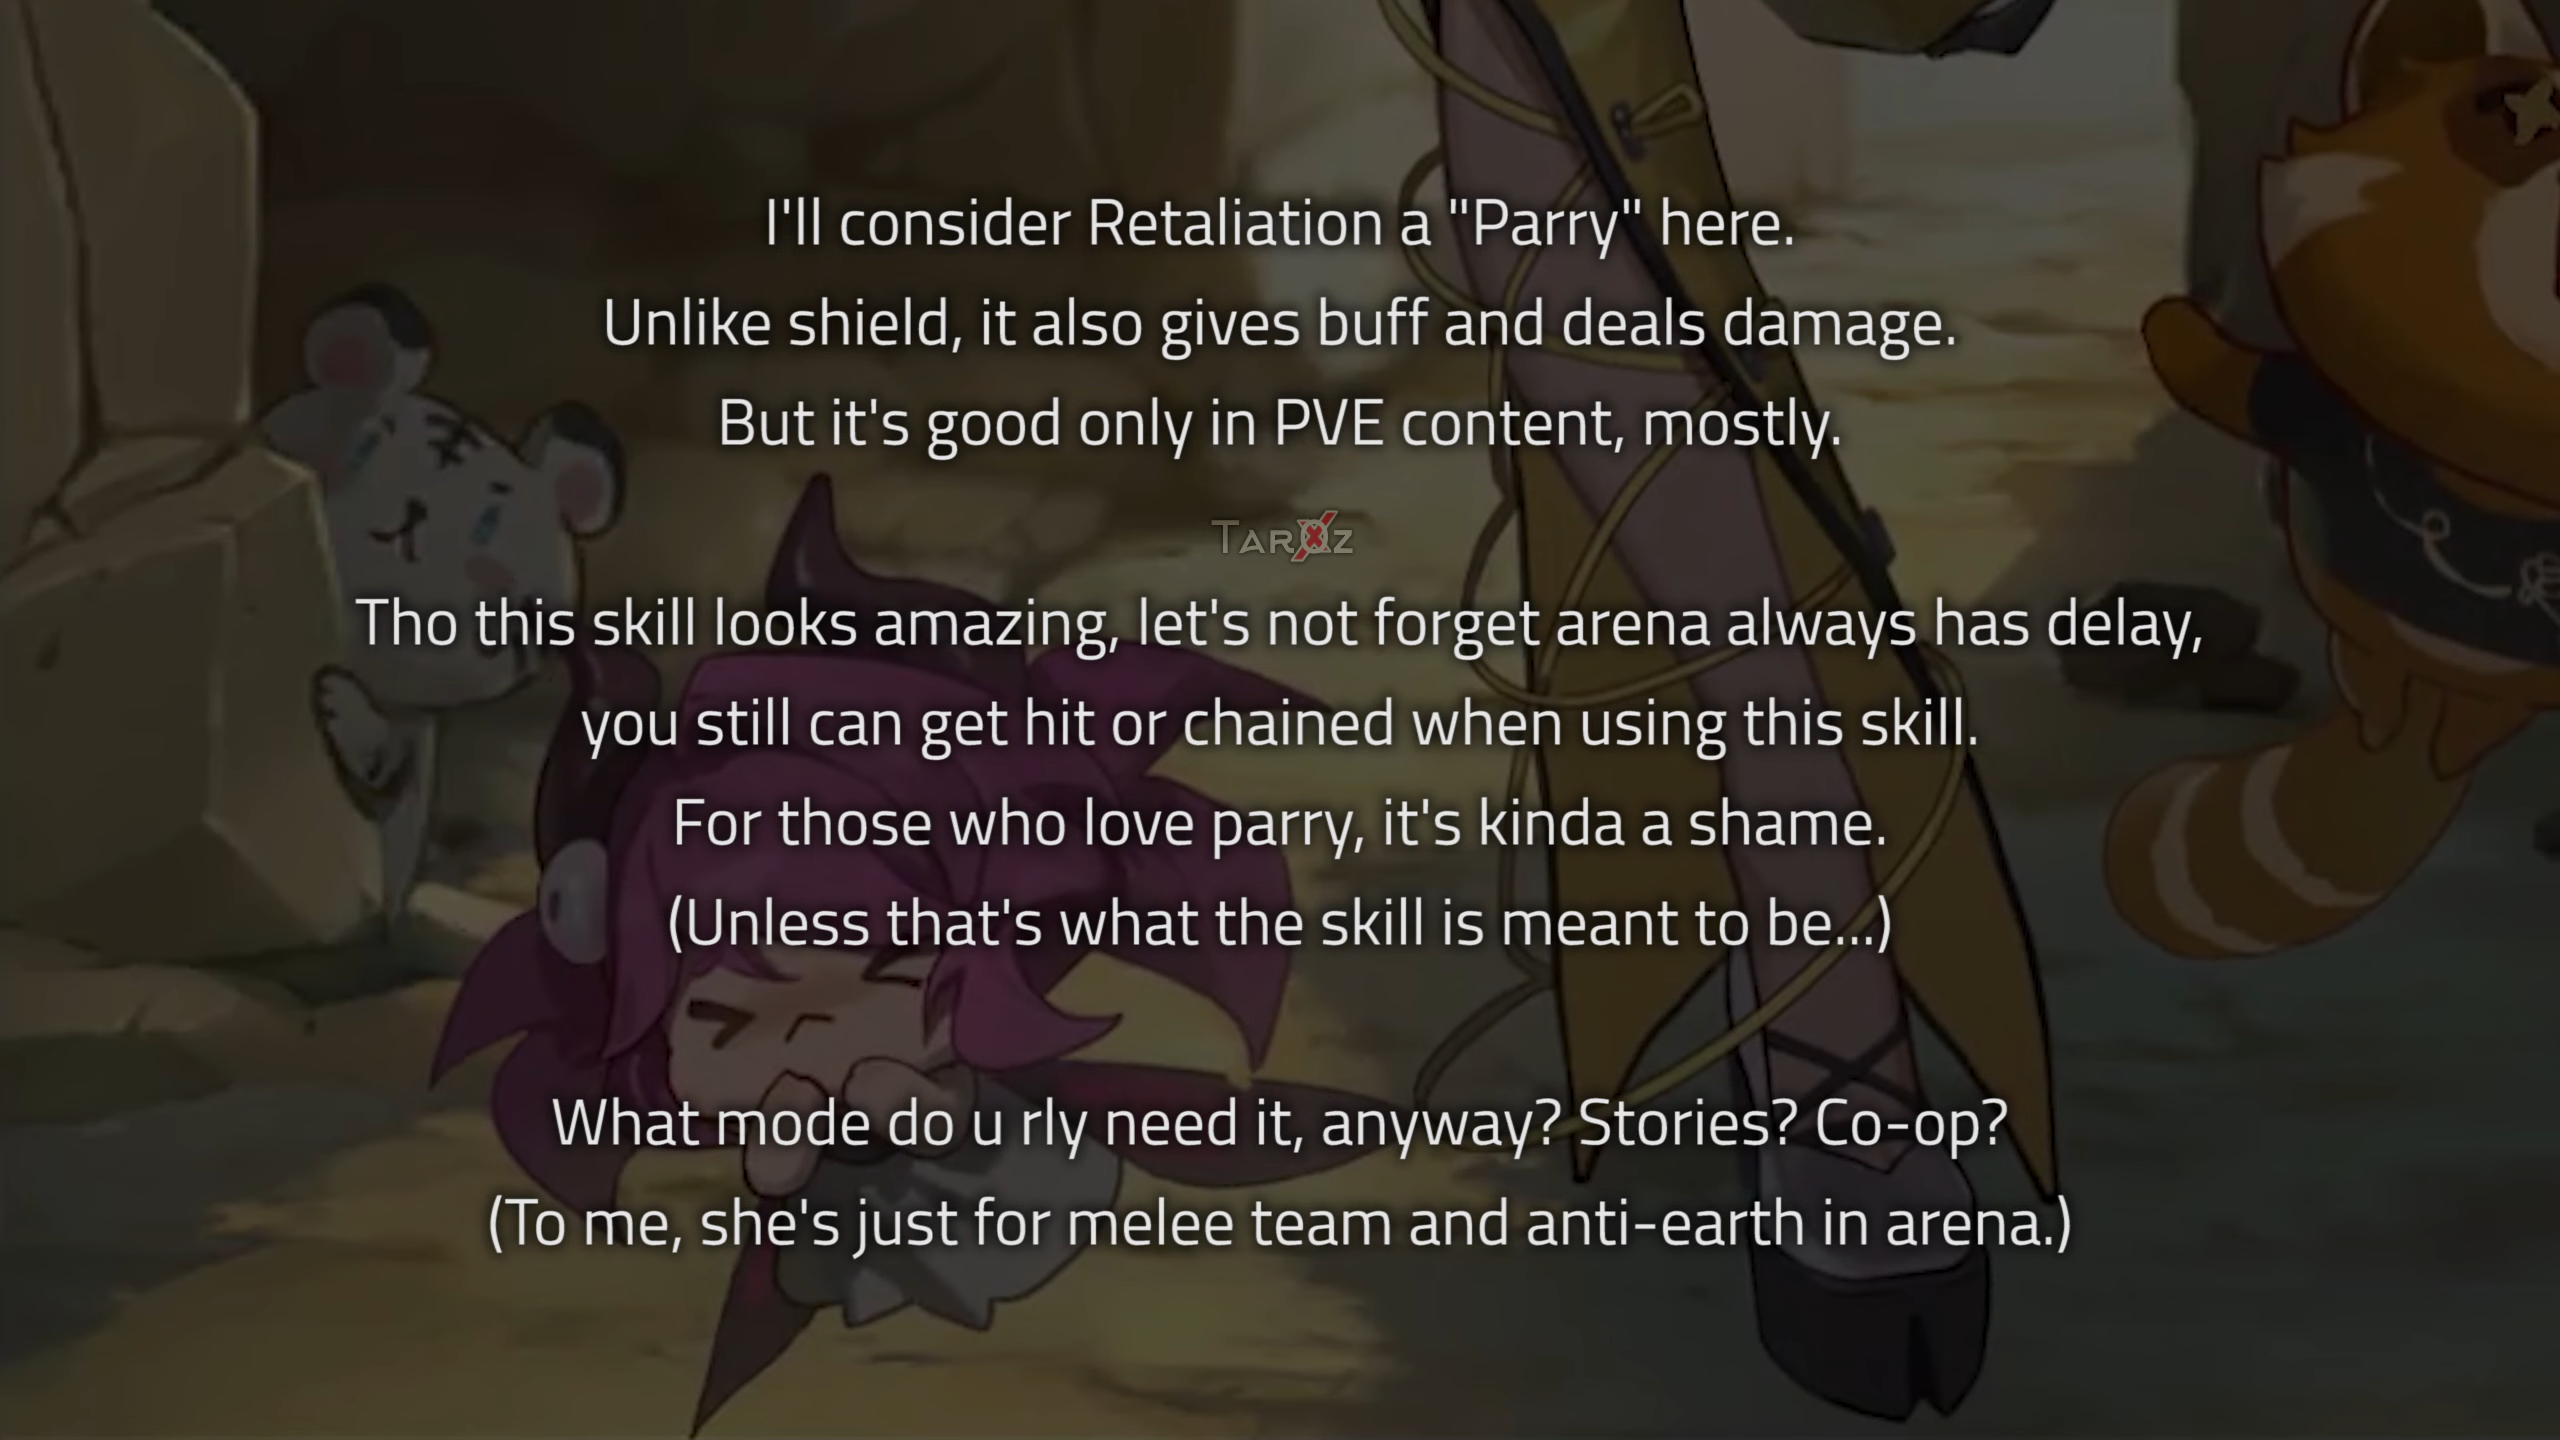 I'll consider Retaliation a "Parry" here.
Unlike shield, it also gives buff and deals damage.
But it's good only in PVE content, mostly.
TAROZ
Tho this skill looks amazing, let's not forget arena always has delay,
you still can get hit or chained when using this skill.
For those who love parry, it's kinda a shame.
(Unless that's what the skill is meant to be...)
What mode do u rly need it, anyway? Stories? Co-op?
(To me, she's just for melee team and anti-earth in arena.)